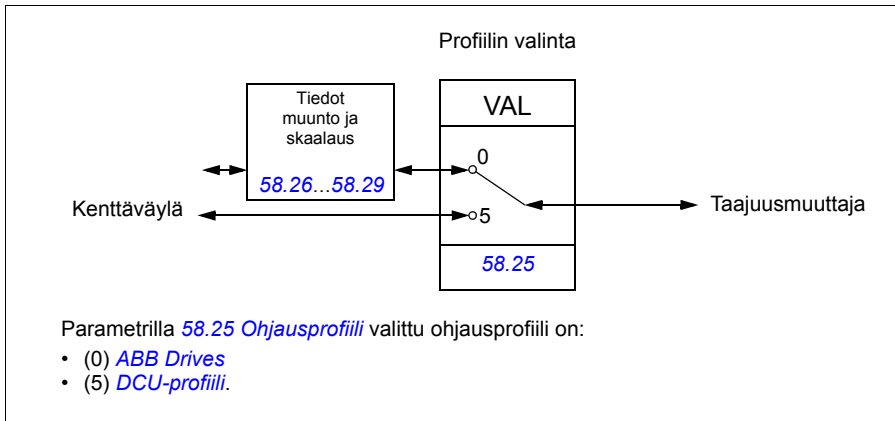 Profiilin valinta
Tiedot
muunto ja
skaalaus
58.26...58.29
VAL
0
5
58.25
Kenttäväylä
Taajuusmuuttaja
Parametrilla 58.25 Ohjausprofiili valittu ohjausprofiili on:
• (0) ABB Drives
• (5) DCU-profiili.